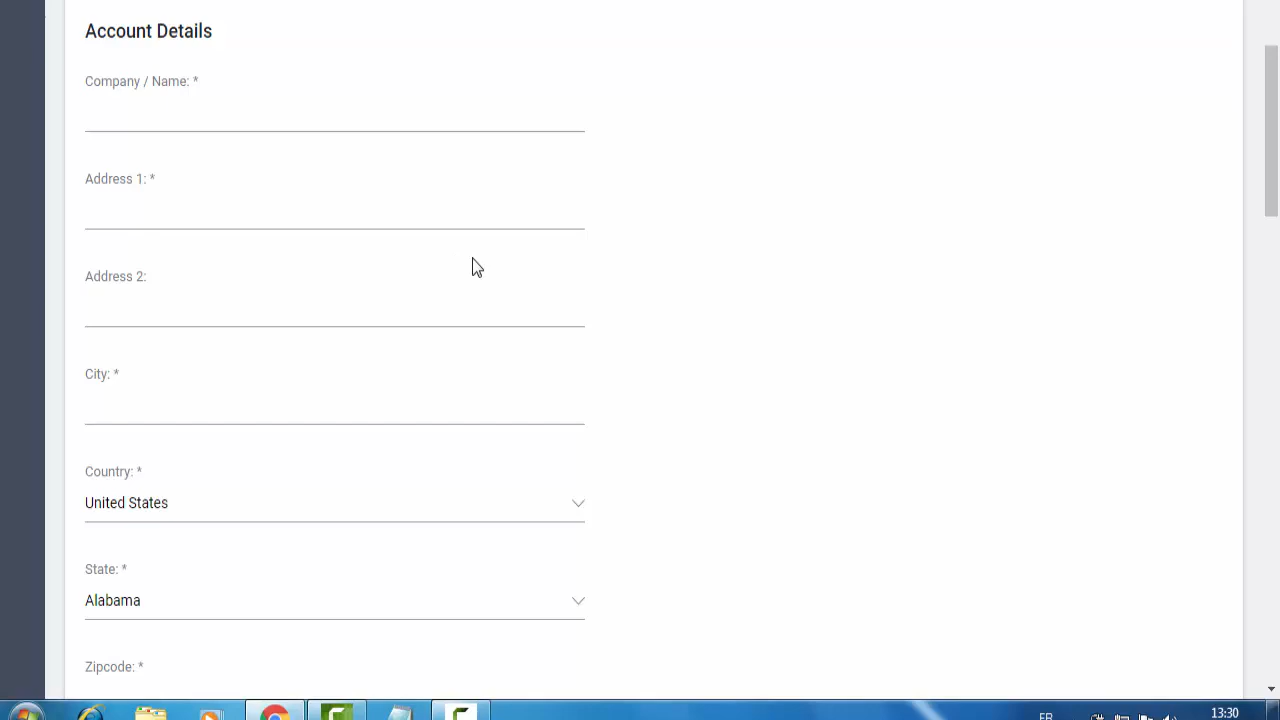 Account Details
Company / Name: *
Address 1: *
Address 2:
City: *
Country: *
United States
State: *
Alabama
Zipcode: *
FR
13:30